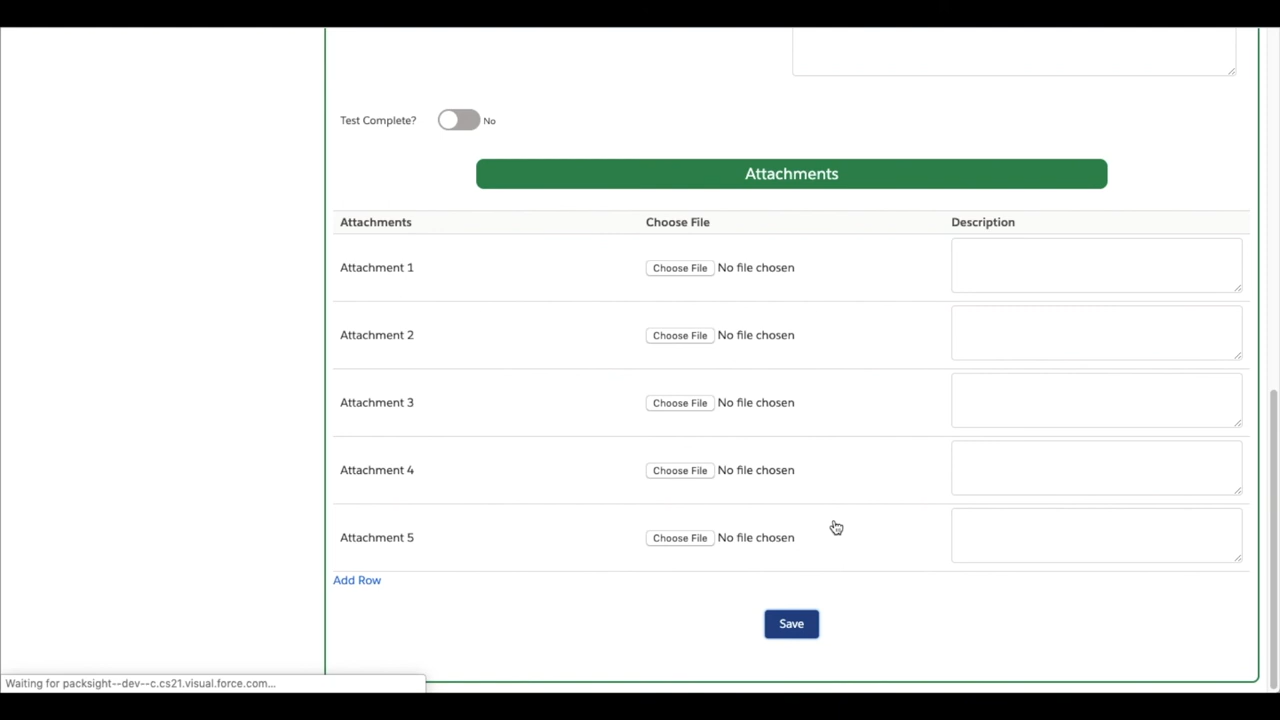 Test Complete? No
Attachments
Attachments Choose File Description
Attachment 1 Choose File No file chosen
Attachment 2 Choose File No file chosen
Attachment 3 Choose File No file chosen
Attachment 4 Choose File No file chosen
Attachment 5 Choose File No file chosen
Add Row
Save
Waiting for packsight--dev--c.cs21.visual.force.com...